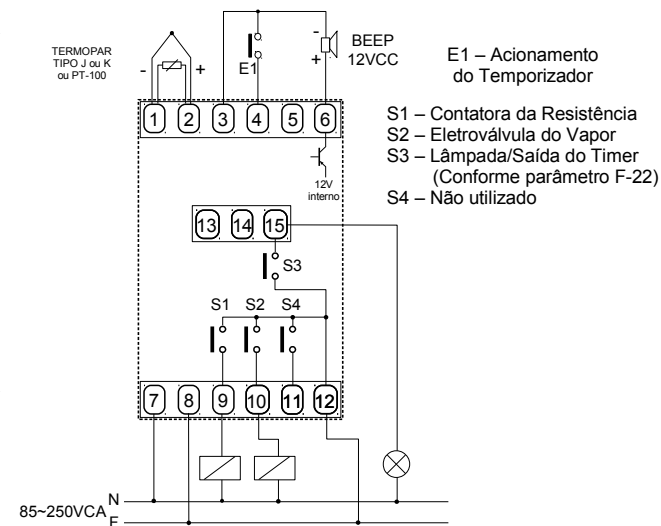 TERMOPAR
TIPO J ou K
ou PT-100
-
+
E1
-
+
BEEP
12VCC
E1 – Acionamento
do Temporizador
S1 – Contatora da Resistência
S2 – Eletroválvula do Vapor
S3 – Lâmpada/Saída do Timer
(Conforme parâmetro F-22)
S4 – Não utilizado
1 2 3 4 5 6
12V
interno
13 14 15
S3
S1 S2 S4
7 8 9 10 11 12
85~250VCA
N
F